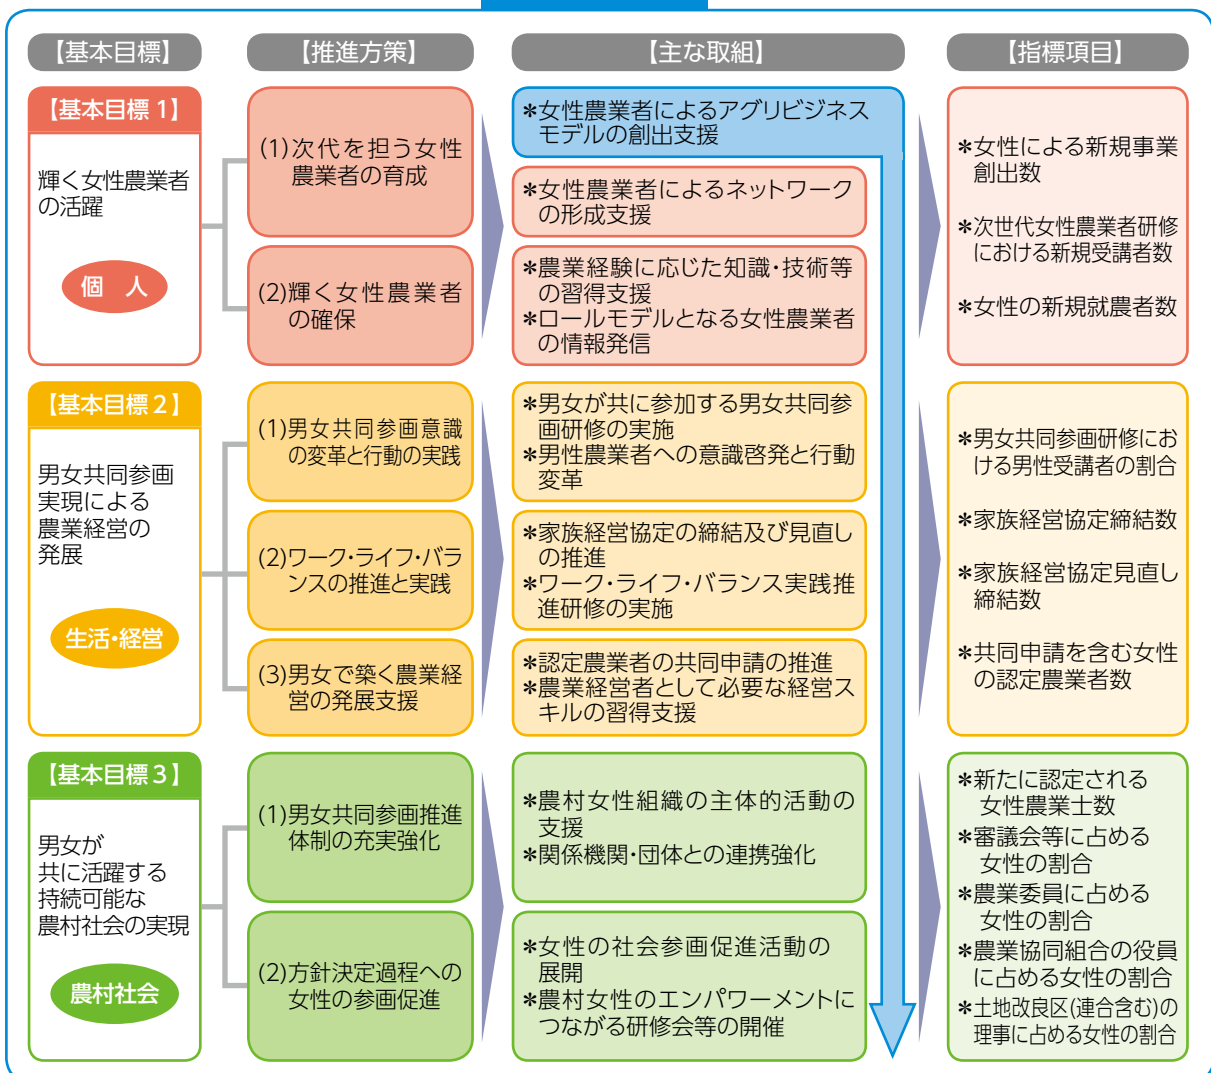 【基本目標】
【推進方策】
【主な取組】
【指標項目】
【基本目標 1】
輝く女性農業者
の活躍
個　人
(1)次代を担う女性
農業者の育成
(2)輝く女性農業者
の確保
＊女性農業者によるアグリビジネス
モデルの創出支援
＊女性農業者によるネットワーク
の形成支援
＊農業経験に応じた知識・技術等
の習得支援
＊ロールモデルとなる女性農業者
の情報発信
＊女性による新規事業
創出数
＊次世代女性農業者研修
における新規受講者数
＊女性の新規就農者数
【基本目標 2】
男女共同参画
実現による
農業経営の
発展
生活・経営
(1)男女共同参画意識
の変革と行動の実践
(2)ワーク・ライフ・バラ
ンスの推進と実践
(3)男女で築く農業経
営の発展支援
＊男女が共に参加する男女共同参
画研修の実施
＊男性農業者への意識啓発と行動
変革
＊家族経営協定の締結及び見直し
の推進
＊ワーク・ライフ・バランス実践推
進研修の実施
＊認定農業者の共同申請の推進
＊農業経営者として必要な経営ス
キルの習得支援
＊男女共同参画研修にお
ける男性受講者の割合
＊家族経営協定締結数
＊家族経営協定見直し
締結数
＊共同申請を含む女性
の認定農業者数
【基本目標 3】
男女が
共に活躍する
持続可能な
農村社会の実現
農村社会
(1)男女共同参画推進
体制の充実強化
(2)方針決定過程への
女性の参画促進
＊農村女性組織の主体的活動の
支援
＊関係機関・団体との連携強化
＊女性の社会参画促進活動の
展開
＊農村女性のエンパワーメントに
つながる研修会等の開催
＊新たに認定される
女性農業士数
＊審議会等に占める
女性の割合
＊農業委員に占める
女性の割合
＊農業協同組合の役員
に占める女性の割合
＊土地改良区(連合含む)の
理事に占める女性の割合